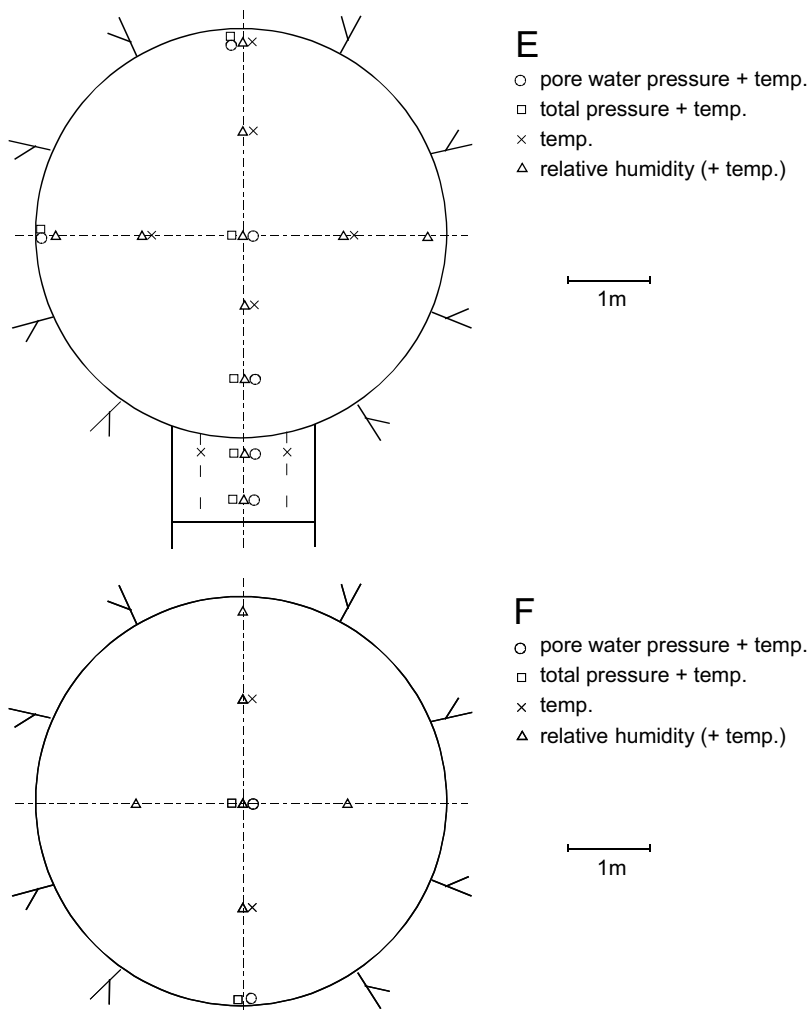 E
pore water pressure + temp.
total pressure + temp.
temp.
relative humidity (+ temp.)
1m
F
pore water pressure + temp.
total pressure + temp.
temp.
relative humidity (+ temp.)
1m